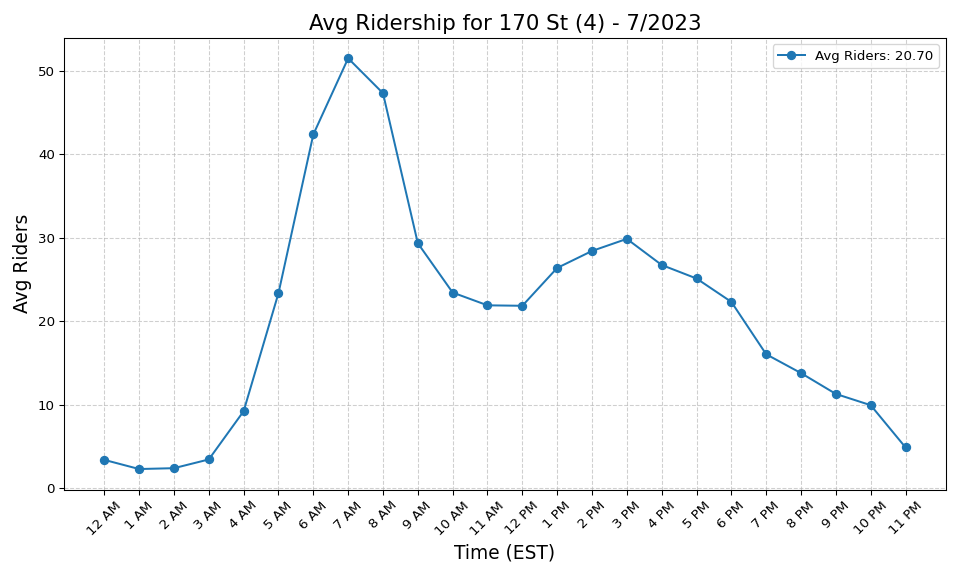 Avg Ridership for 170 St (4) - 7/2023
Avg Riders: 20.70
Avg Riders
50
40
30
20
10
0
12 AM
1 AM
2 AM
3 AM
4 AM
5 AM
6 AM
7 AM
8 AM
9 AM
10 AM
11 AM
12 PM
1 PM
2 PM
3 PM
4 PM
5 PM
6 PM
7 PM
8 PM
9 PM
10 PM
11 PM
Time (EST)